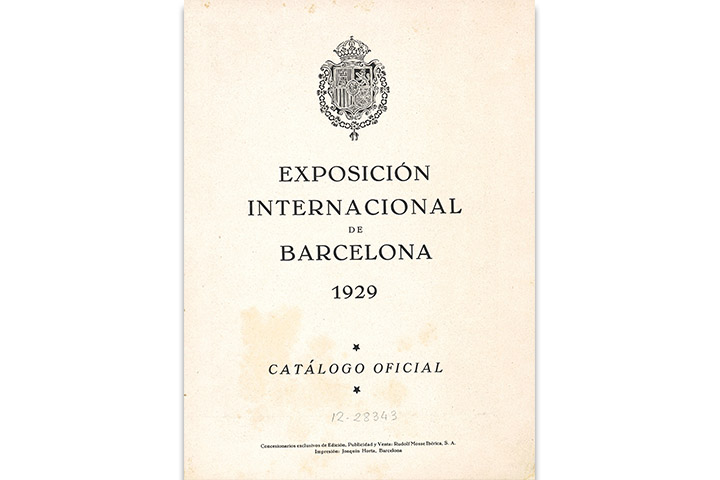 EXPOSICIÓN
INTERNACIONAL
DE
BARCELONA
1929
CATÁLOGO OFICIAL
12-28343
Concesionarios exclusivos de Edición, Publicidad y Venta: Rudolf Mosse Ibérica, S. A.
Impresión: Joaquín Horta, Barcelona